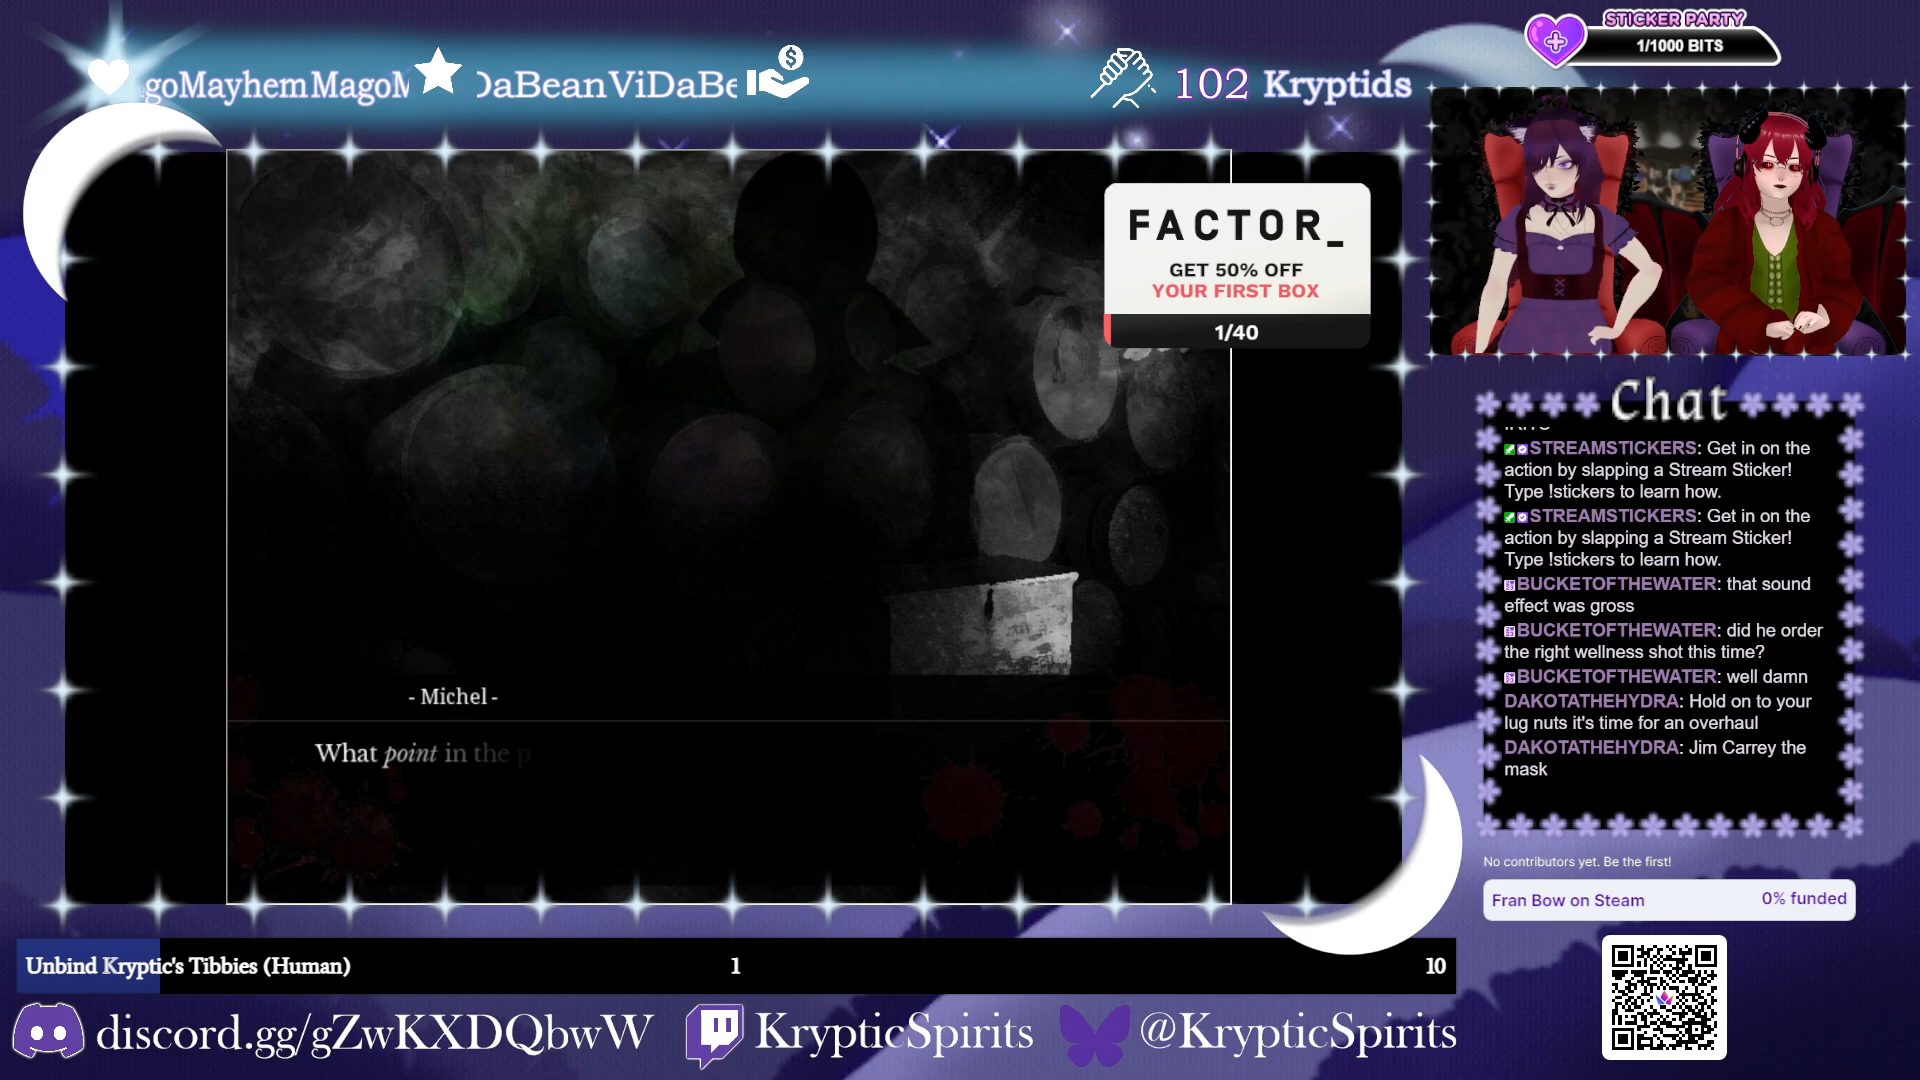 STICKER PARTY
1/1000 BITS
goMayhemMagoM
DaBeanViDaBe
102 Kryptids
FACTOR_
GET 50% OFF
YOUR FIRST BOX
1/40
Chat
STREAMSTICKERS: Get in on the
action by slapping a Stream Sticker!
Type !stickers to learn how.
STREAMSTICKERS: Get in on the
action by slapping a Stream Sticker!
Type !stickers to learn how.
BUCKETOFTHEWATER: that sound
effect was gross
BUCKETOFTHEWATER: did he order
the right wellness shot this time?
BUCKETOFTHEWATER: well damn
DAKOTATHEHYDRA: Hold on to your
lug nuts it's time for an overhaul
DAKOTATHEHYDRA: Jim Carrey the
mask
- Michel -
What point in the p
No contributors yet. Be the first!
Fran Bow on Steam 0% funded
Unbind Kryptic's Tibbies (Human) 1 10
discord.gg/gZwKXDQbwW KrypticSpirits @KrypticSpirits